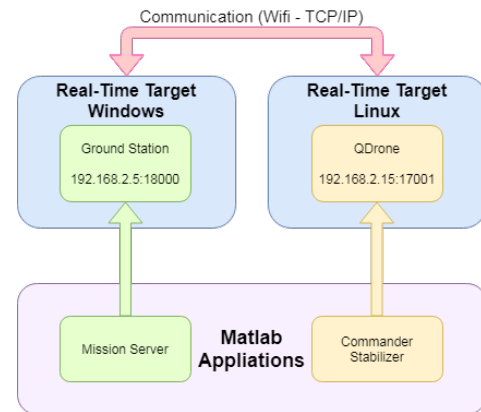 Communication (Wifi - TCP/IP)
Real-Time Target
Windows
Ground Station
192.168.2.5:18000
Real-Time Target
Linux
QDrone
192.168.2.15:17001
Mission Server
Matlab
Appliations
Commander
Stabilizer